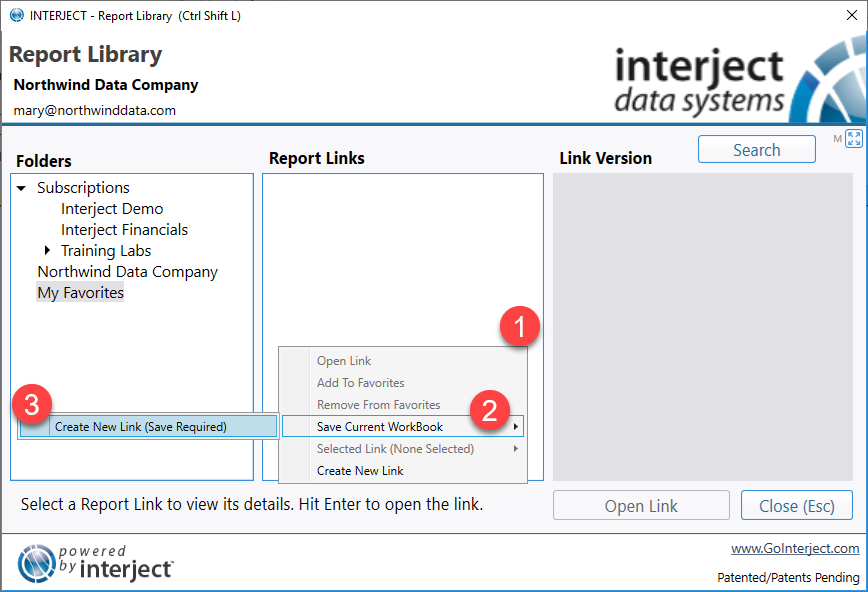 INTERJECT - Report Library (Ctrl Shift L)
Report Library
Northwind Data Company
mary@northwinddata.com
interject
data systems
M
Folders
Report Links
Link Version
Search
Subscriptions
Interject Demo
Interject Financials
Training Labs
Northwind Data Company
My Favorites
1
Open Link
Add To Favorites
Remove From Favorites
2
Save Current WorkBook
3
Create New Link (Save Required)
Selected Link (None Selected)
Create New Link
Select a Report Link to view its details. Hit Enter to open the link.
Open Link
Close (Esc)
powered
by interject™
www.GoInterject.com
Patented/Patents Pending